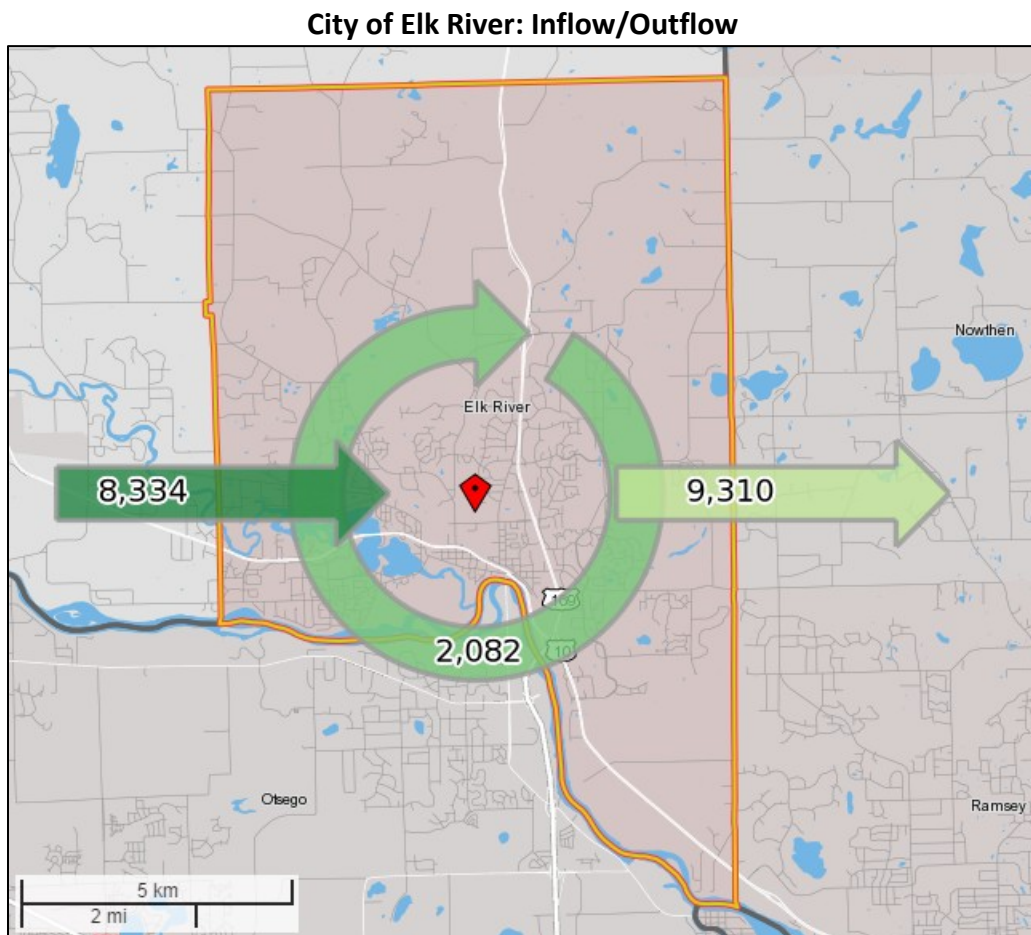 City of Elk River: Inflow/Outflow
Nowthen
Elk River
8,334
9,310
169
2,082
10
Otsego
Ramsey
5 km
2 mi